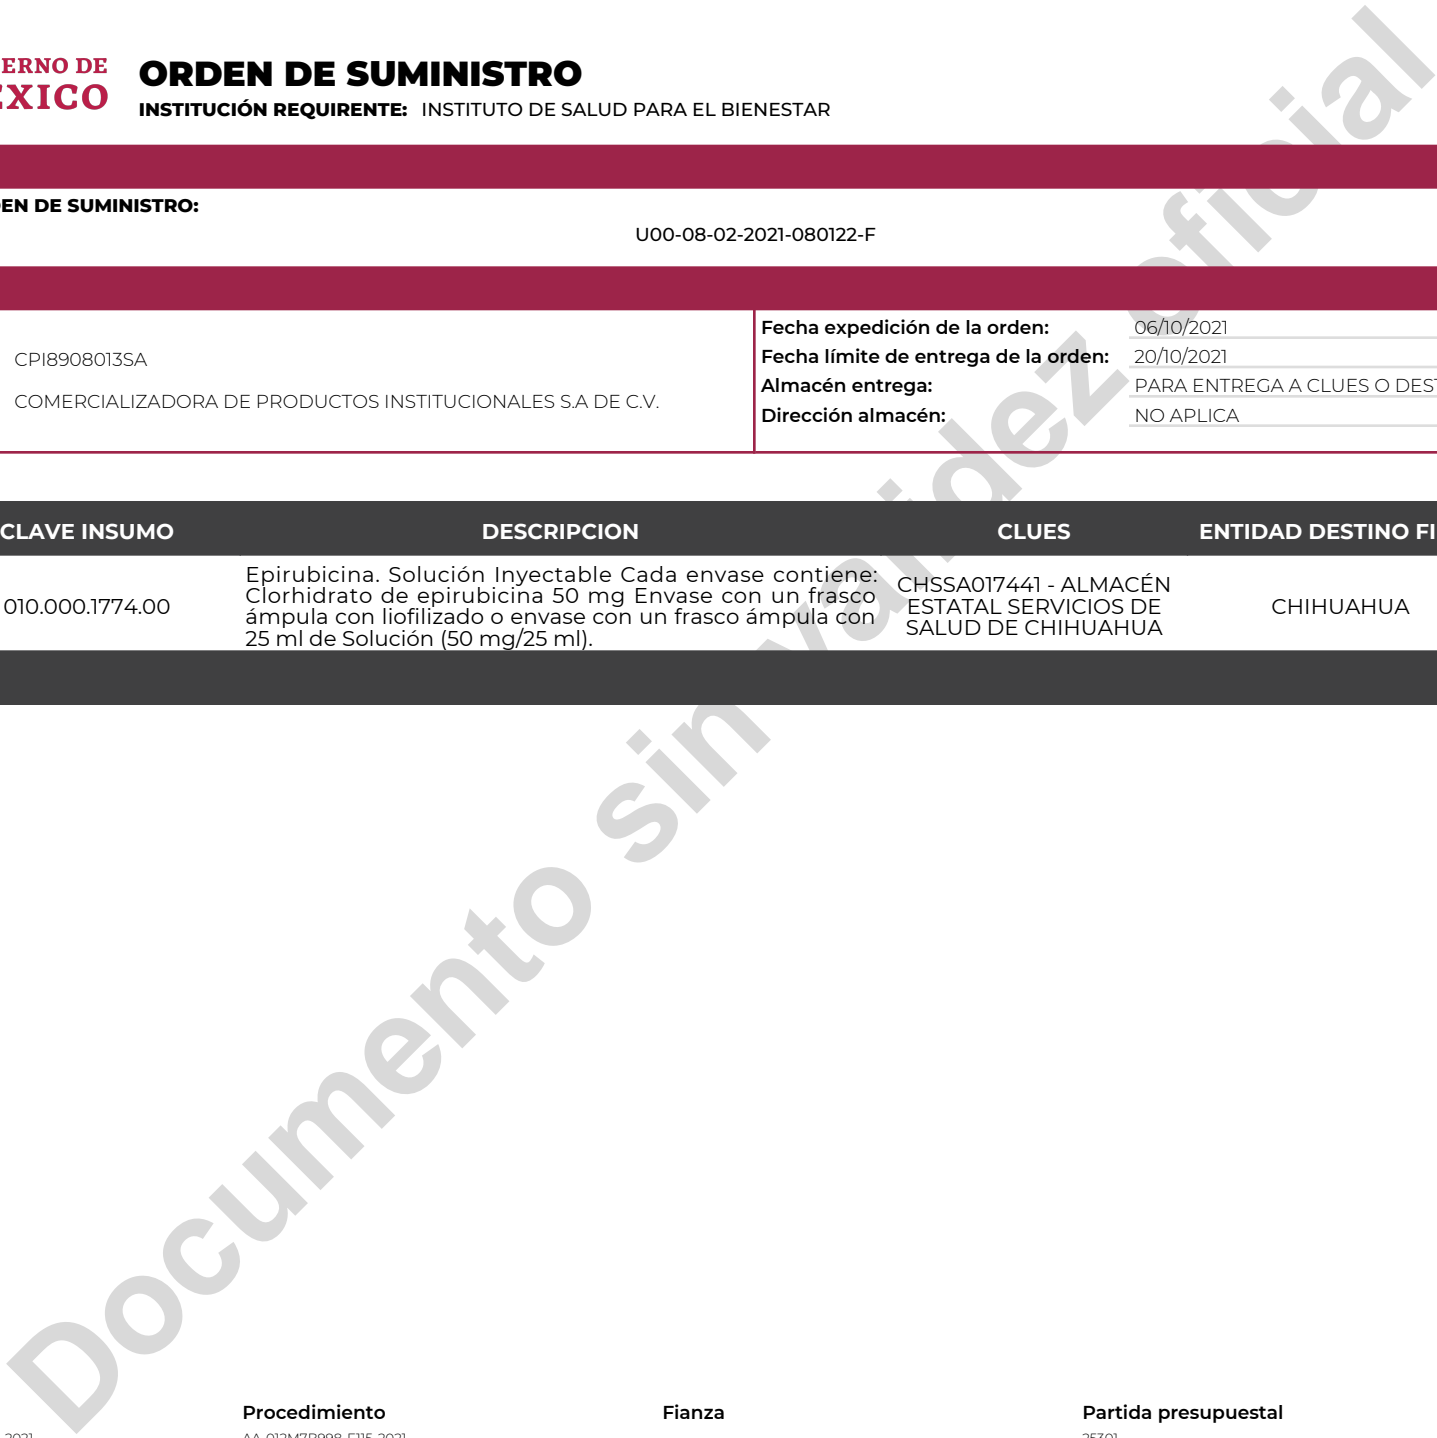 ERNO DE
EXICO
ORDEN DE SUMINISTRO
INSTITUCIÓN REQUIRENTE: INSTITUTO DE SALUD PARA EL BIENESTAR
EN DE SUMINISTRO:
U00-08-02-2021-080122-F
CPI8908013SA
COMERCIALIZADORA DE PRODUCTOS INSTITUCIONALES S.A DE C.V.
Fecha expedición de la orden: 06/10/2021
Fecha límite de entrega de la orden: 20/10/2021
Almacén entrega: PARA ENTREGA A CLUES O DEST
Dirección almacén: NO APLICA
CLAVE INSUMO DESCRIPCION CLUES ENTIDAD DESTINO FI
010.000.1774.00
Epirubicina. Solución Inyectable Cada envase contiene:
Clorhidrato de epirubicina 50 mg Envase con un frasco
ámpula con liofilizado o envase con un frasco ámpula con
25 ml de Solución (50 mg/25 ml).
CHSSA017441 - ALMACÉN
ESTATAL SERVICIOS DE
SALUD DE CHIHUAHUA
CHIHUAHUA
Documento sin validez oficial
Procedimiento Fianza Partida presupuestal